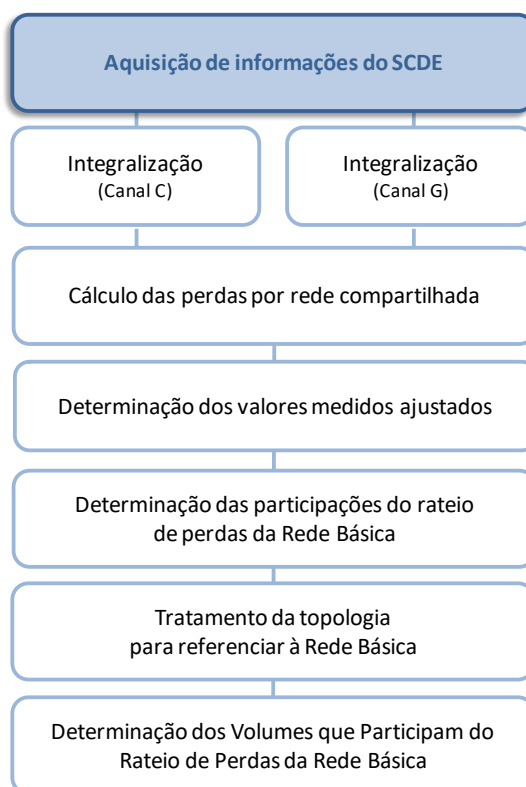 Aquisição de informações do SCDE
Integralização
(Canal C)
Integralização
(Canal G)
Cálculo das perdas por rede compartilhada
Determinação dos valores medidos ajustados
Determinação das participações do rateio
de perdas da Rede Básica
Tratamento da topologia
para referenciar à Rede Básica
Determinação dos Volumes que Participam do
Rateio de Perdas da Rede Básica